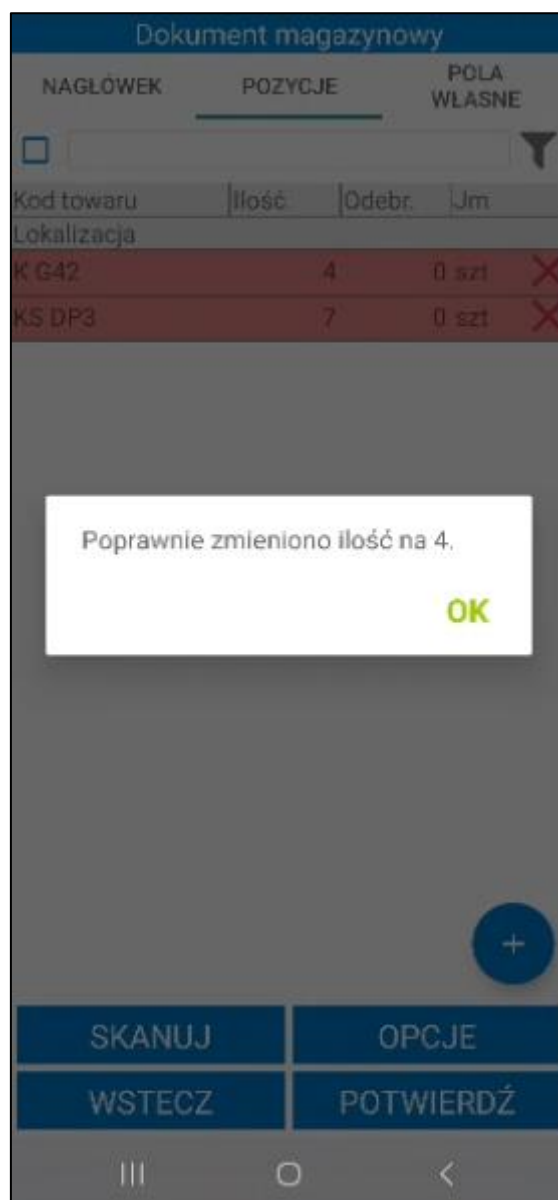 Dokument magazynowy
NAGŁÓWEK POZYCJE POLA WŁASNE
Kod towaru Ilość Odebr. Jm
Lokalizacja
K G42 4 0 szt
KS DP3 7 0 szt
Poprawnie zmieniono ilość na 4.
OK
+
SKANUJ OPCJE
WSTECZ POTWIERDŹ